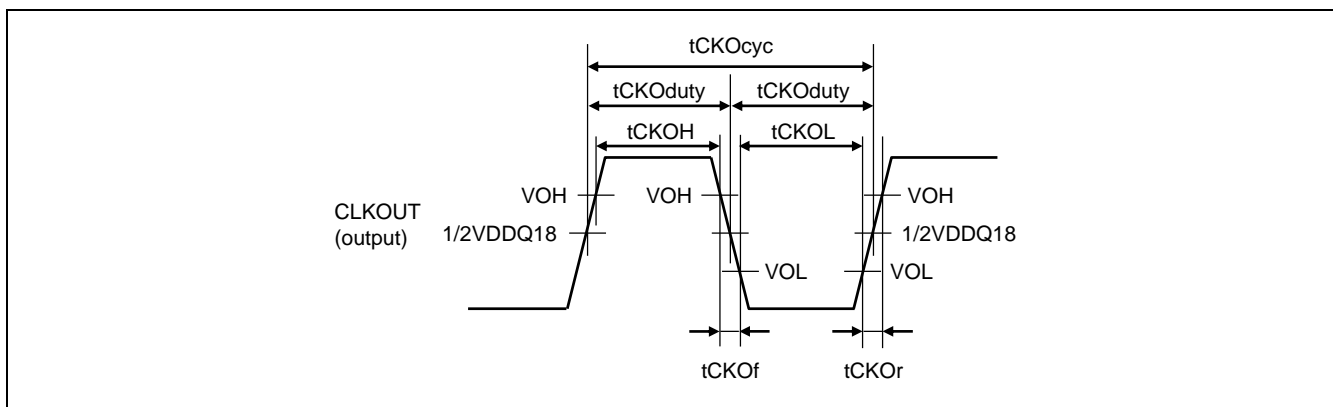 tCKOcyc
tCKOduty tCKOduty
tCKOH tCKOL
VOH VOH VOH
CLKOUT
(output)
1/2VDDQ18 1/2VDDQ18
VOL VOL
tCKOf tCKOr